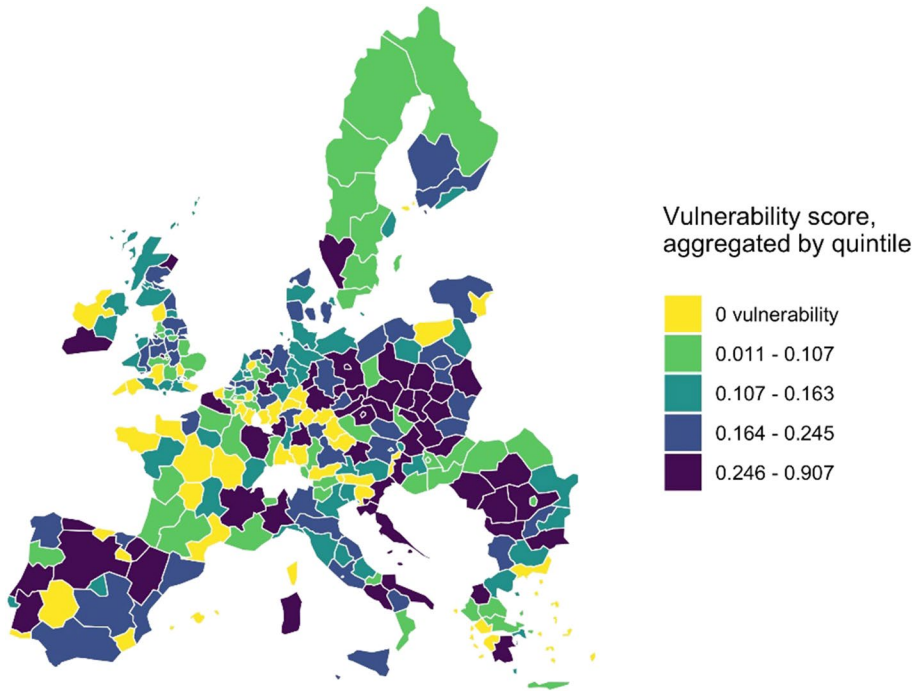 Vulnerability score,
aggregated by quintile
0 vulnerability
0.011 - 0.107
0.107 - 0.163
0.164 - 0.245
0.246 - 0.907